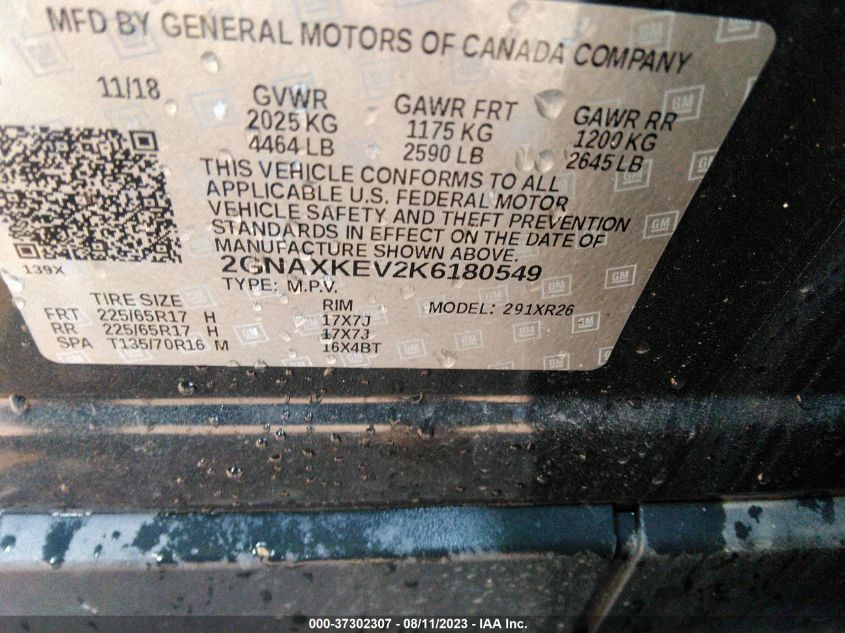 MFD BY GENERAL MOTORS OF CANADA COMPANY
11/18 GVWR GAWR FRT GAWR RR
2025 KG 1175 KG 1200 KG
4464 LB 2590 LB 2645 LB
THIS VEHICLE CONFORMS TO ALL
APPLICABLE U.S. FEDERAL MOTOR
VEHICLE SAFETY AND THEFT PREVENTION
STANDARDS IN EFFECT ON THE DATE OF
MANUFACTURE SHOWN ABOVE.
139X 2GNAXKEV2K6180549
TYPE: M.P.V.
TIRE SIZE RIM MODEL: 291XR26
FRT 225/65R17 H 17X7J
RR 225/65R17 H 17X7J
SPA T135/70R16 M 16X4BT
000-37302307 - 08/11/2023 - © IAA Inc.